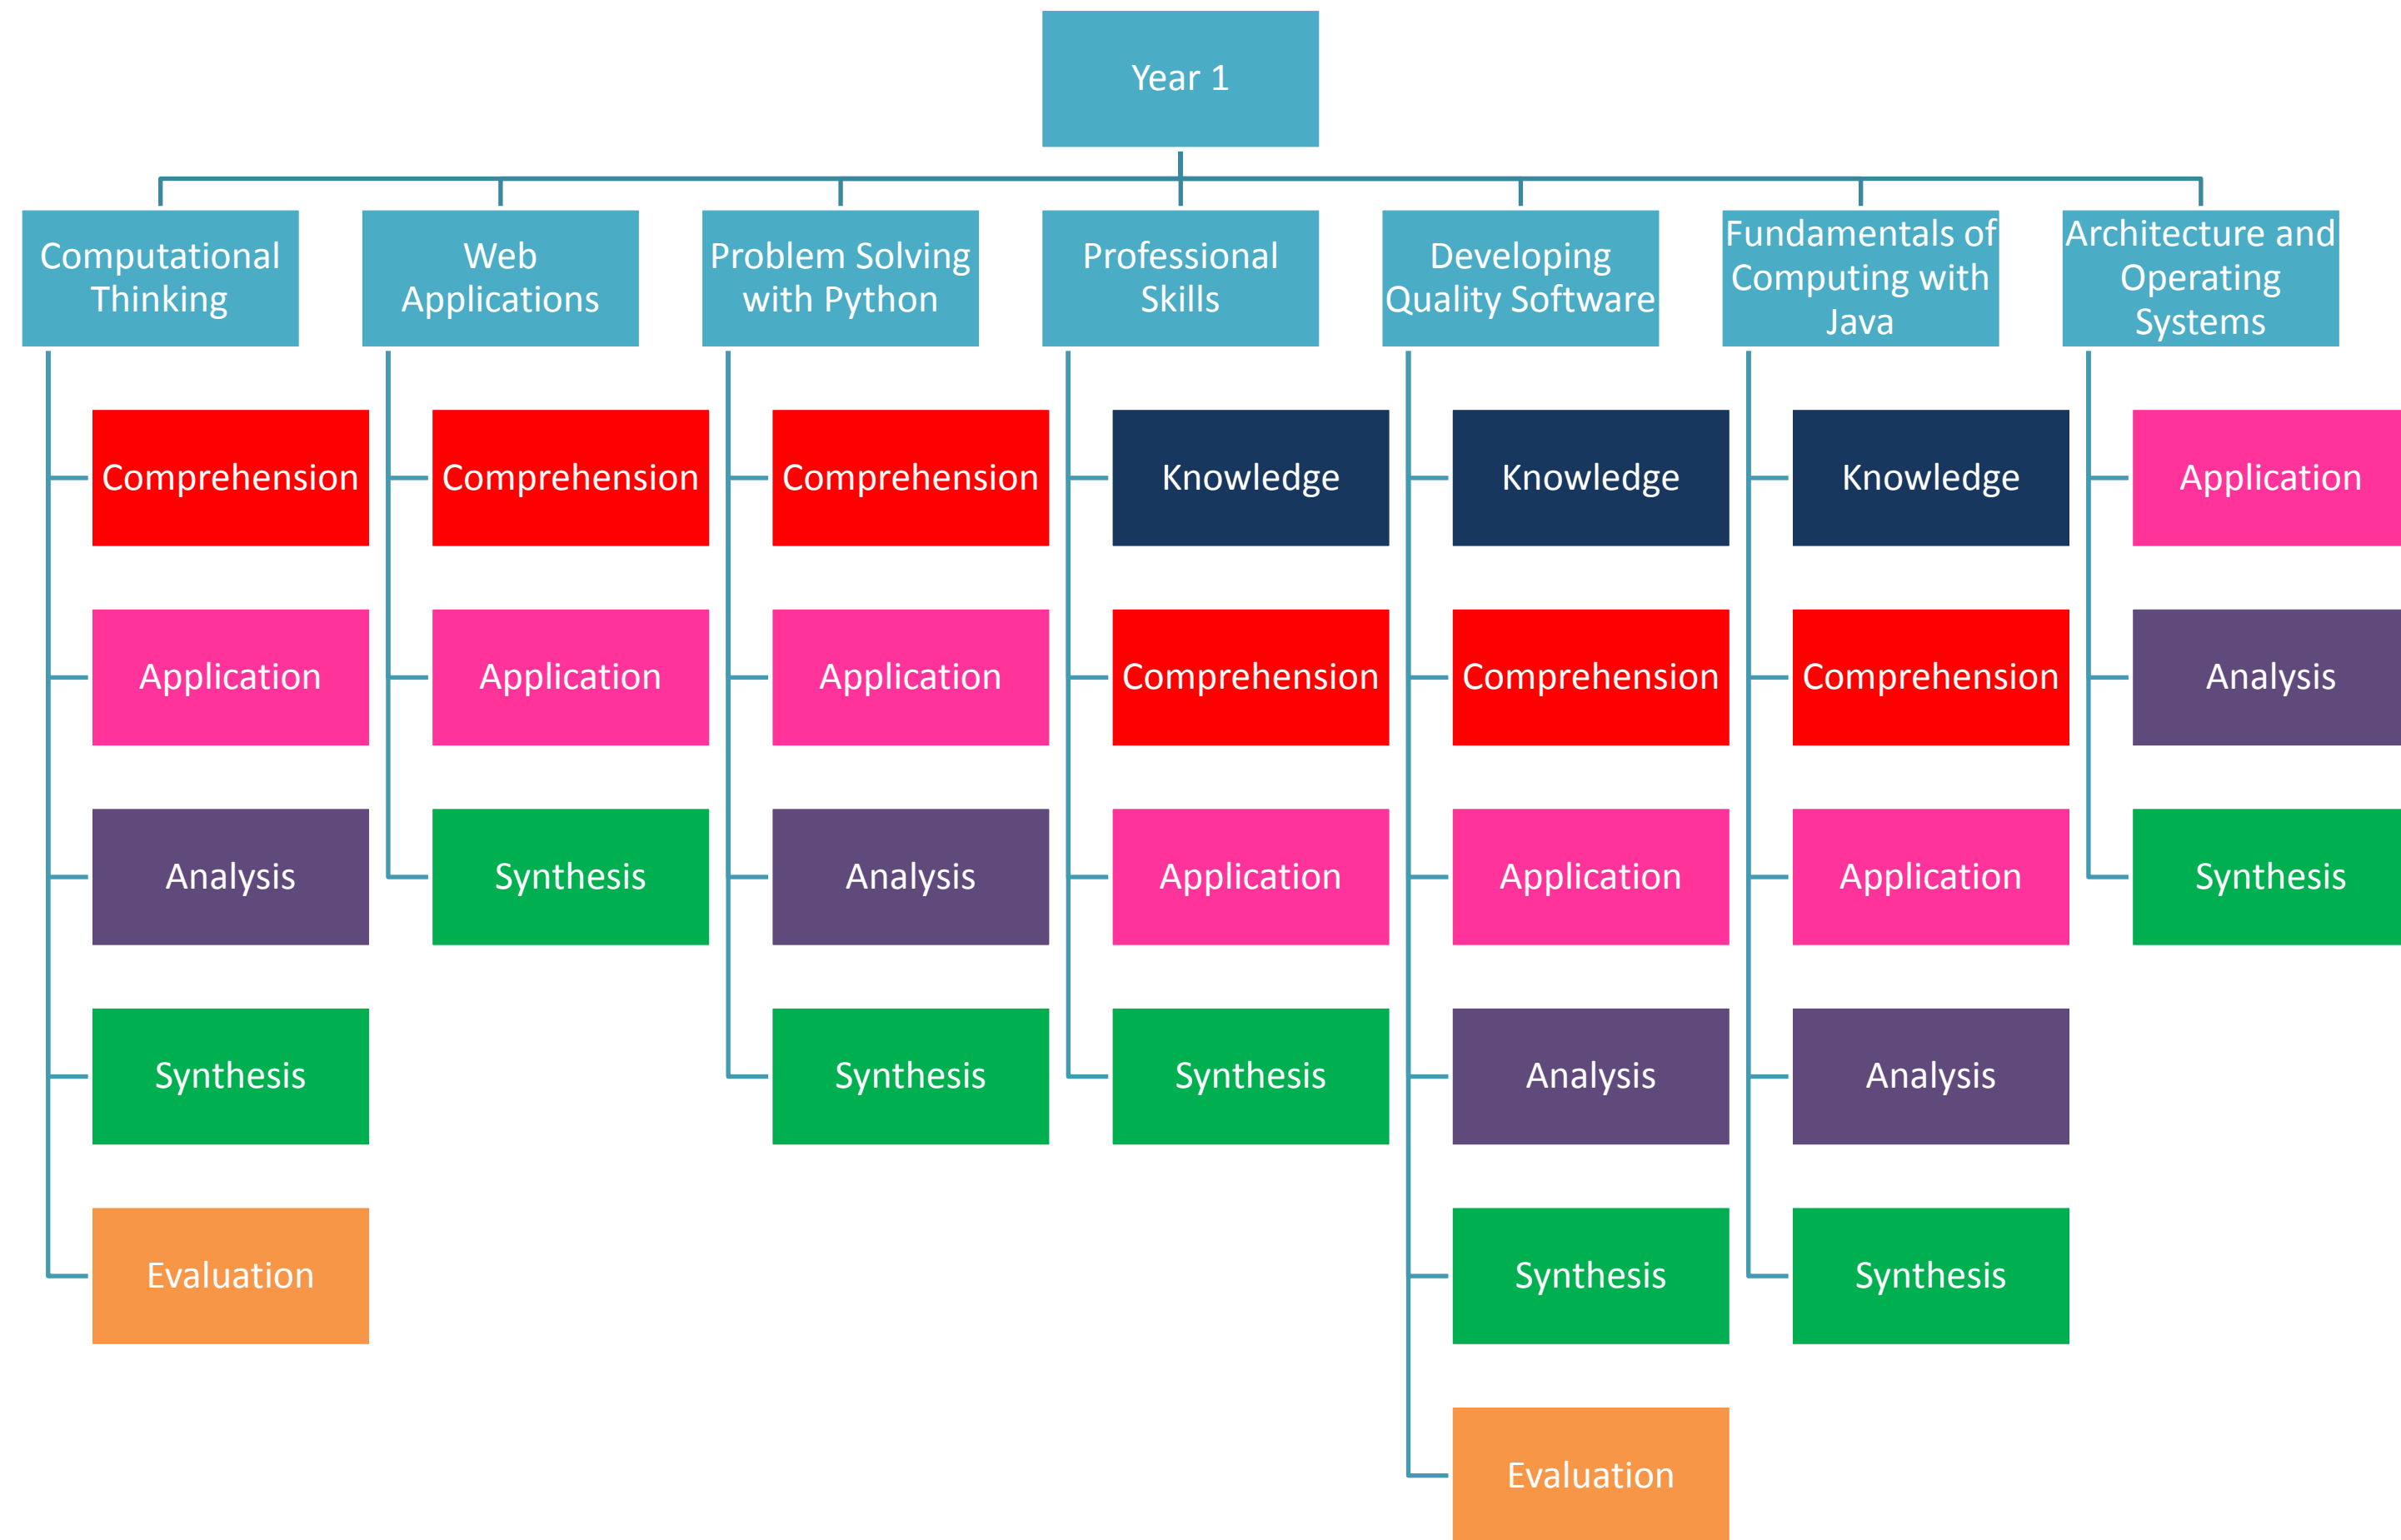 Year 1
Computational
Thinking
Web
Applications
Problem Solving
with Python
Professional
Skills
Developing
Quality Software
Fundamentals of
Computing with
Java
Architecture and
Operating
Systems
Comprehension
Application
Analysis
Synthesis
Evaluation
Comprehension
Application
Synthesis
Comprehension
Application
Analysis
Synthesis
Knowledge
Comprehension
Application
Synthesis
Knowledge
Comprehension
Application
Analysis
Synthesis
Evaluation
Knowledge
Comprehension
Application
Analysis
Synthesis
Application
Analysis
Synthesis